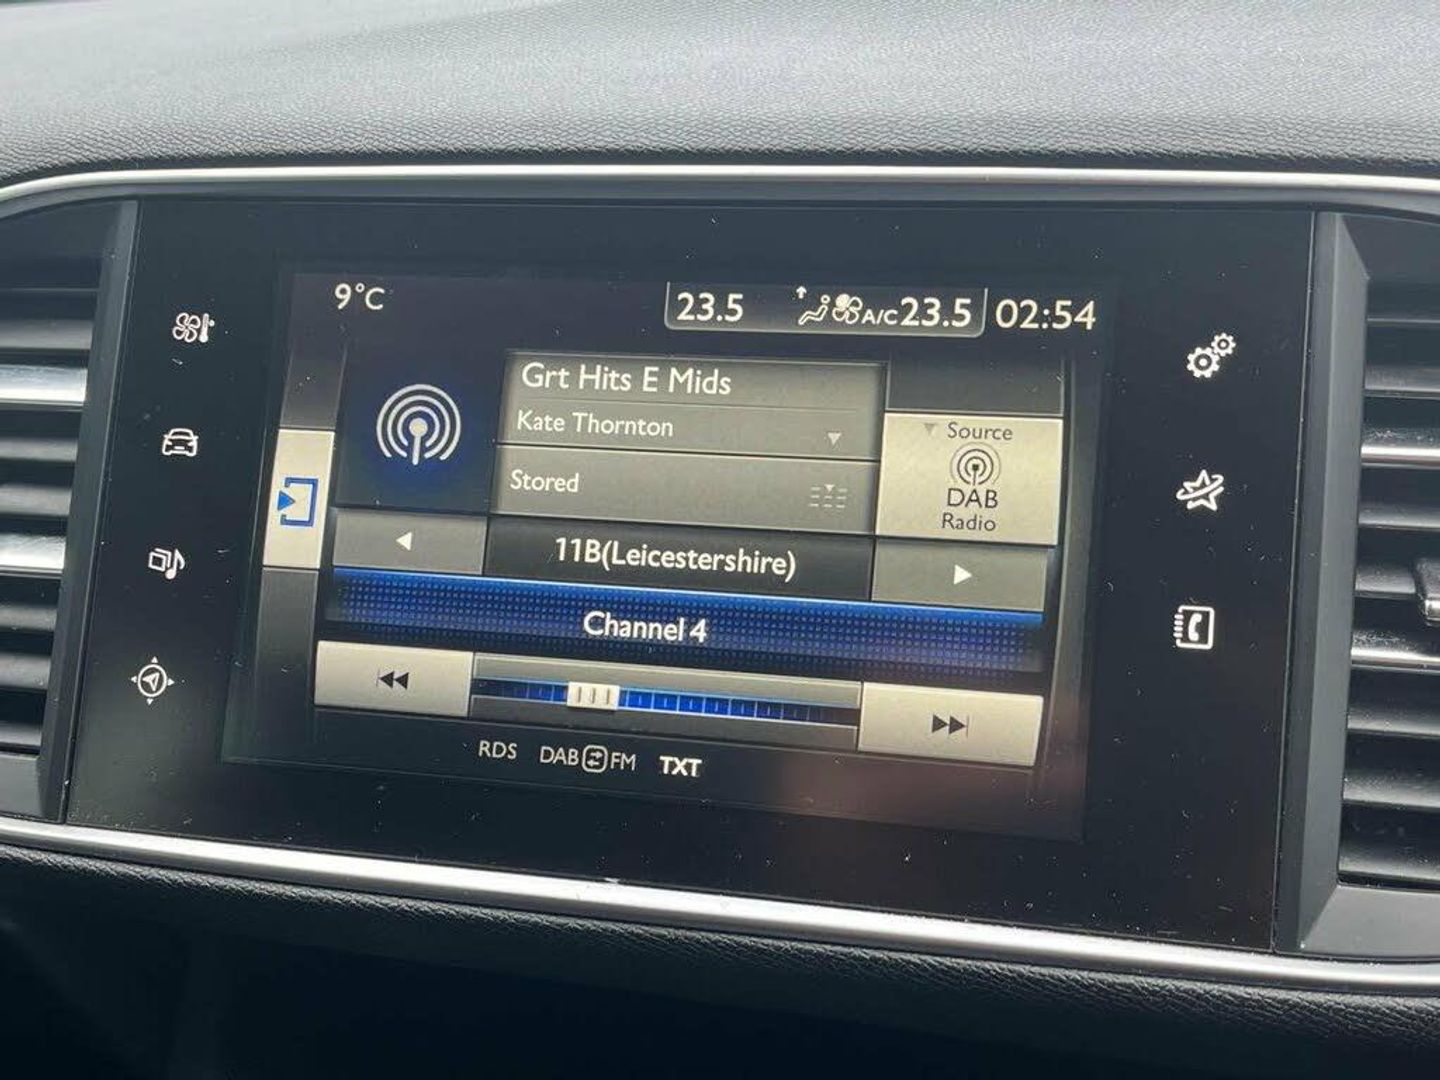 9°C
23.5 A/C 23.5 02:54
Grt Hits E Mids
Kate Thornton
Stored
Source
DAB
Radio
11B(Leicestershire)
Channel 4
RDS DAB FM TXT